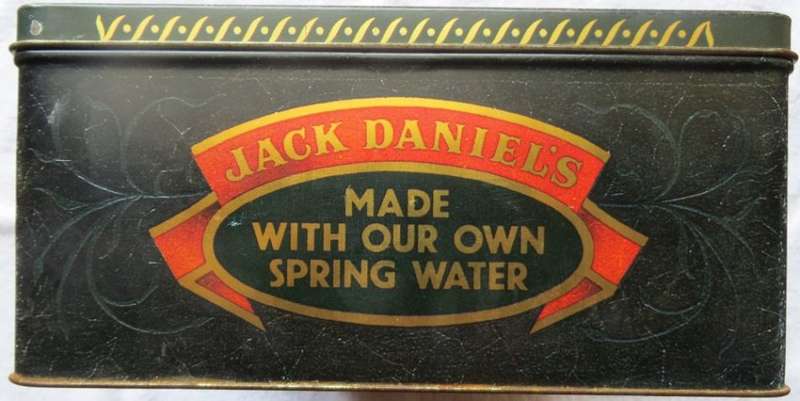 JACK DANIEL'S
MADE
WITH OUR OWN
SPRING WATER